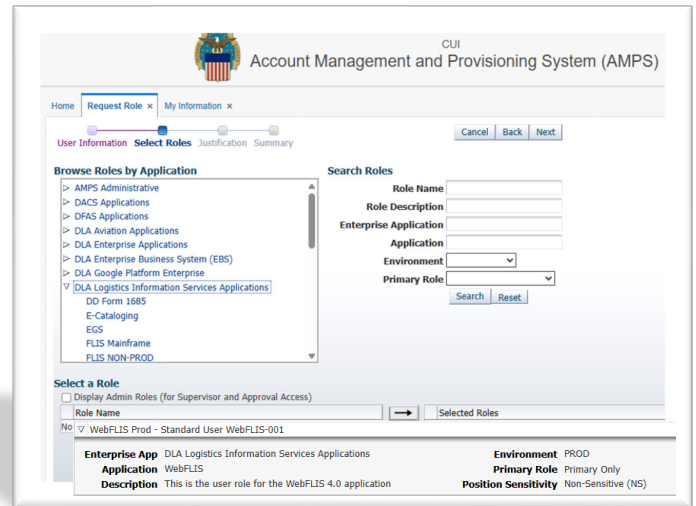 CUI
Account Management and Provisioning System (AMPS)
Home Request Role × My Information ×
User Information Select Roles Justification Summary
Cancel Back Next
Browse Roles by Application
AMPS Administrative
DACS Applications
DFAS Applications
DLA Aviation Applications
DLA Enterprise Applications
DLA Enterprise Business System (EBS)
DLA Google Platform Enterprise
DLA Logistics Information Services Applications
DD Form 1685
E-Cataloging
EGS
FLIS Mainframe
FLIS NON-PROD
Search Roles
Role Name
Role Description
Enterprise Application
Application
Environment
Primary Role
Search Reset
Select a Role
Display Admin Roles (for Supervisor and Approval Access)
Role Name Selected Roles
No
WebFLIS Prod - Standard User WebFLIS-001
Enterprise App DLA Logistics Information Services Applications Environment PROD
Application WebFLIS Primary Role Primary Only
Description This is the user role for the WebFLIS 4.0 application Position Sensitivity Non-Sensitive (NS)